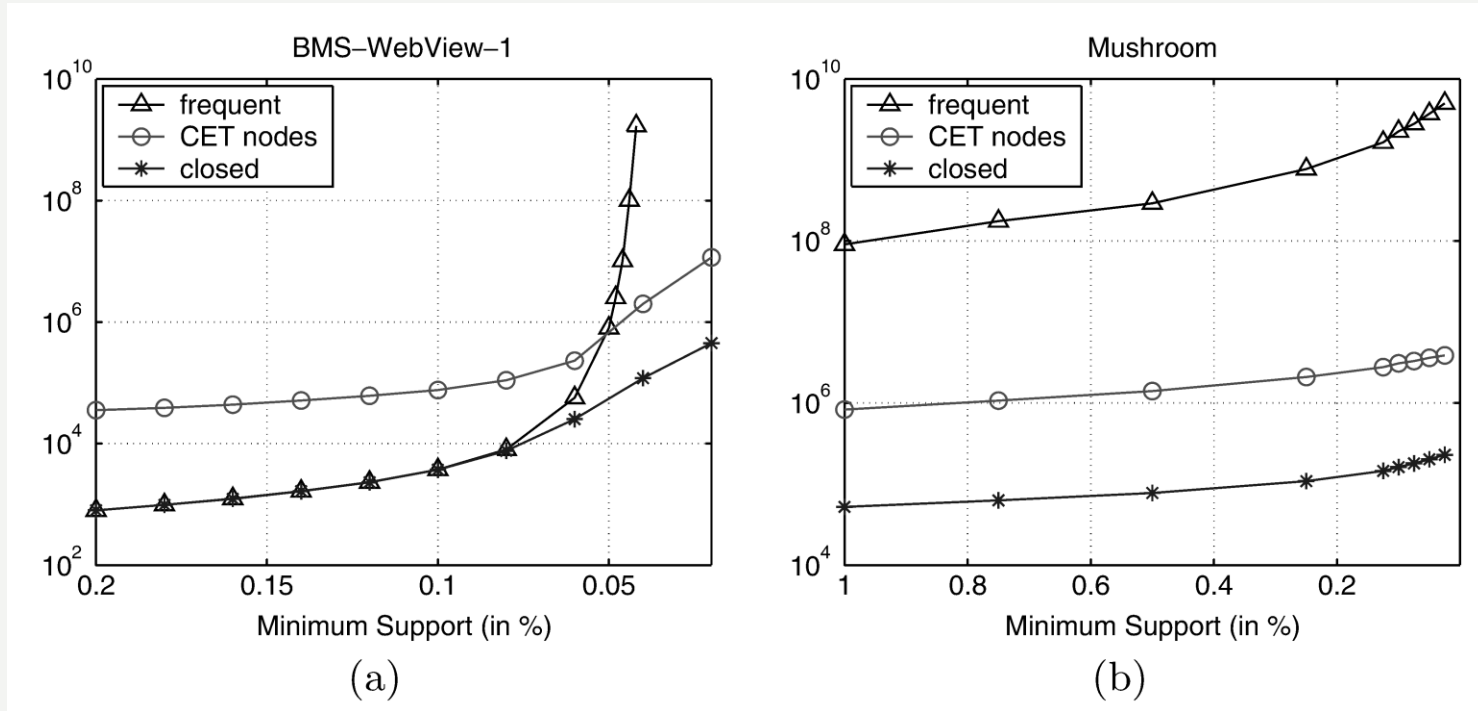 BMS–WebView–1
10^10
10^8
10^6
10^4
10^2
frequent
CET nodes
closed
0.2 0.15 0.1 0.05
Minimum Support (in %)
(a)
Mushroom
10^10
10^8
10^6
10^4
frequent
CET nodes
closed
1 0.8 0.6 0.4 0.2
Minimum Support (in %)
(b)